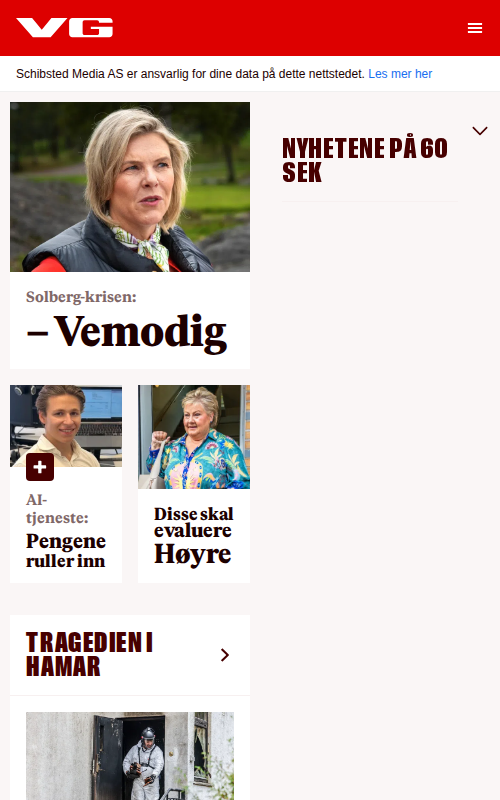 VG
Schibsted Media AS er ansvarlig for dine data på dette nettstedet. Les mer her
Solberg-krisen:
– Vemodig
AI-
tjeneste:
Pengene
ruller inn
Disse skal
evaluere
Høyre
TRAGEDIEN I
HAMAR
NYHETENE PÅ 60
SEK